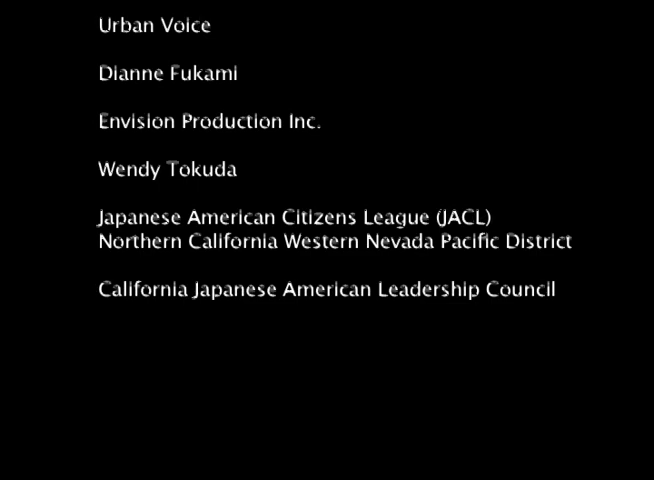 Urban Voice
Dianne Fukami
Envision Production Inc.
Wendy Tokuda
Japanese American Citizens League (JACL)
Northern California Western Nevada Pacific District
California Japanese American Leadership Council